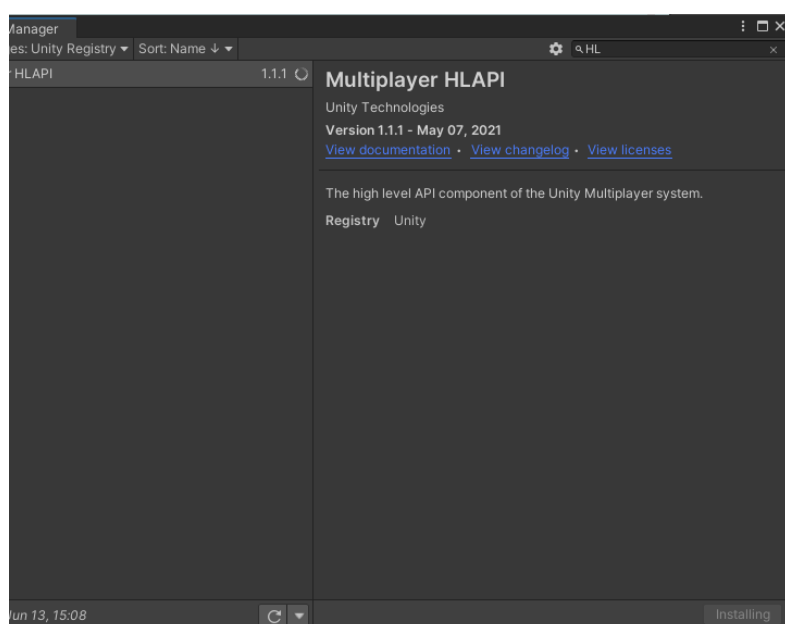 Manager
es: Unity Registry Sort: Name ↓ HL
HLAPI 1.1.1
Multiplayer HLAPI
Unity Technologies
Version 1.1.1 - May 07, 2021
View documentation • View changelog • View licenses
The high level API component of the Unity Multiplayer system.
Registry Unity
Jun 13, 15:08
Installing